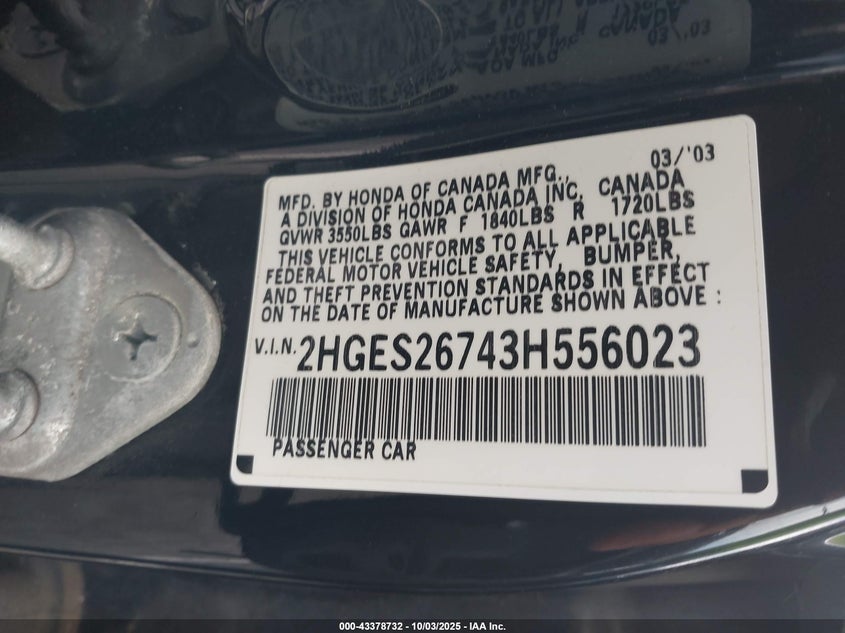 03/'03
MFD. BY HONDA OF CANADA MFG.,
A DIVISION OF HONDA CANADA INC, CANADA
GVWR 3550LBS GAWR F 1840LBS R 1720LBS
THIS VEHICLE CONFORMS TO ALL APPLICABLE
FEDERAL MOTOR VEHICLE SAFETY, BUMPER,
AND THEFT PREVENTION STANDARDS IN EFFECT
ON THE DATE OF MANUFACTURE SHOWN ABOVE :
V.I.N. 2HGES26743H556023
PASSENGER CAR
000-43378732 - 10/03/2025 - IAA Inc.